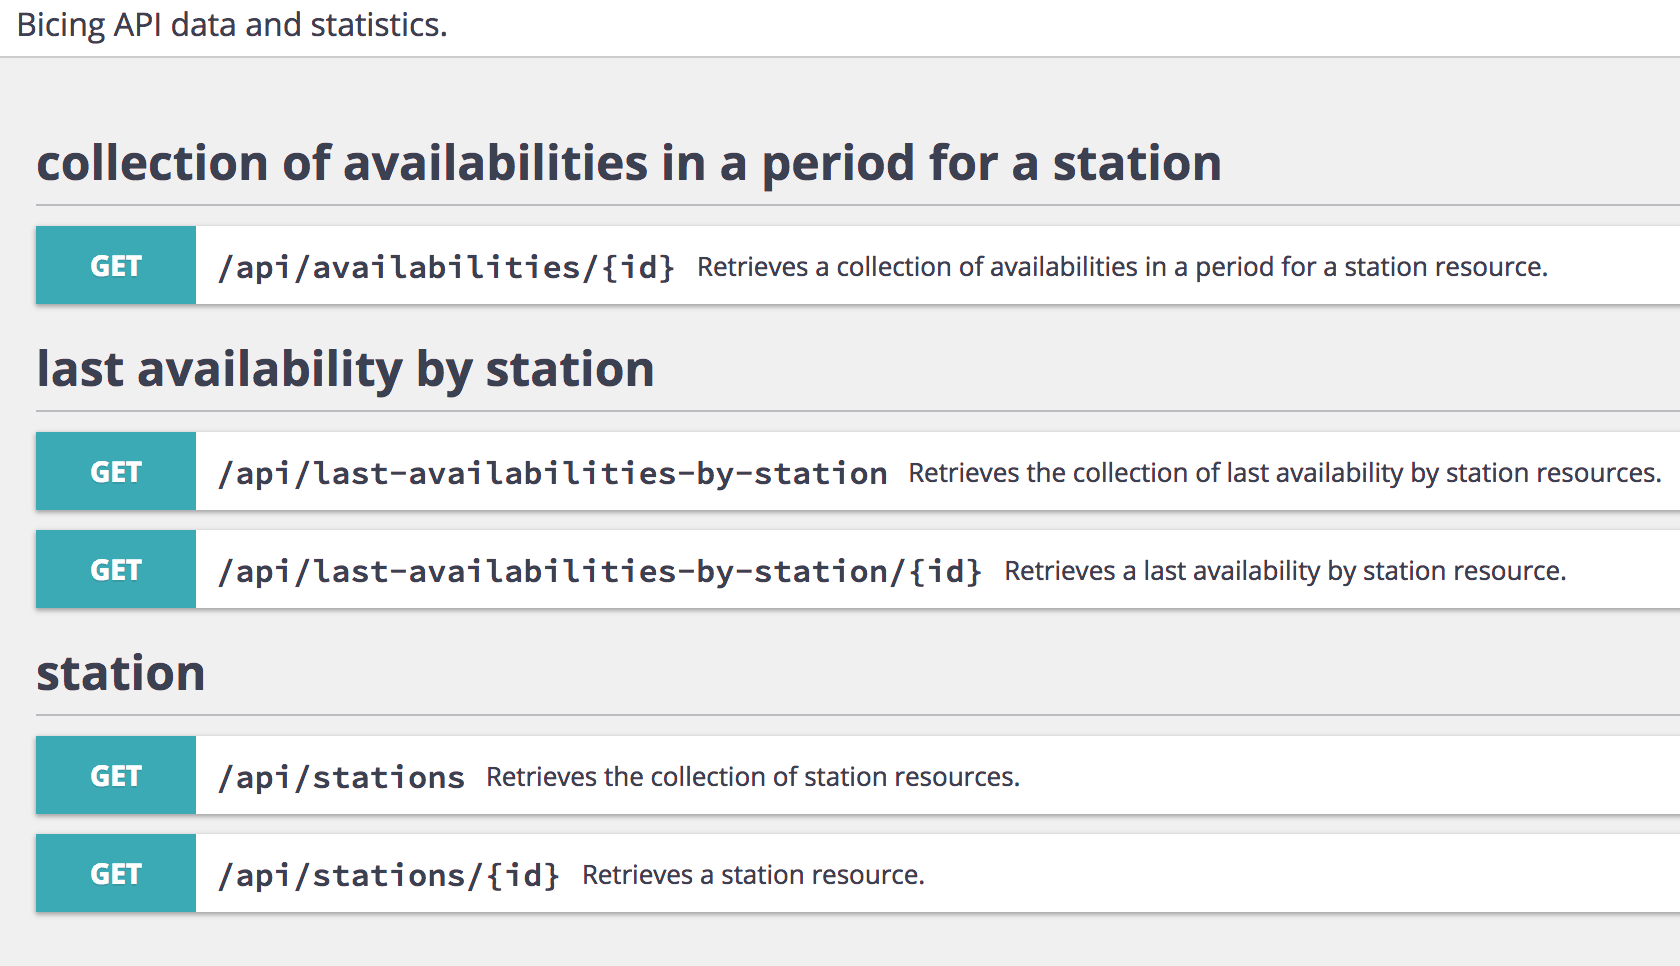 Bicing API data and statistics.
collection of availabilities in a period for a station
GET /api/availabilities/{id} Retrieves a collection of availabilities in a period for a station resource.
last availability by station
GET /api/last-availabilities-by-station Retrieves the collection of last availability by station resources.
GET /api/last-availabilities-by-station/{id} Retrieves a last availability by station resource.
station
GET /api/stations Retrieves the collection of station resources.
GET /api/stations/{id} Retrieves a station resource.